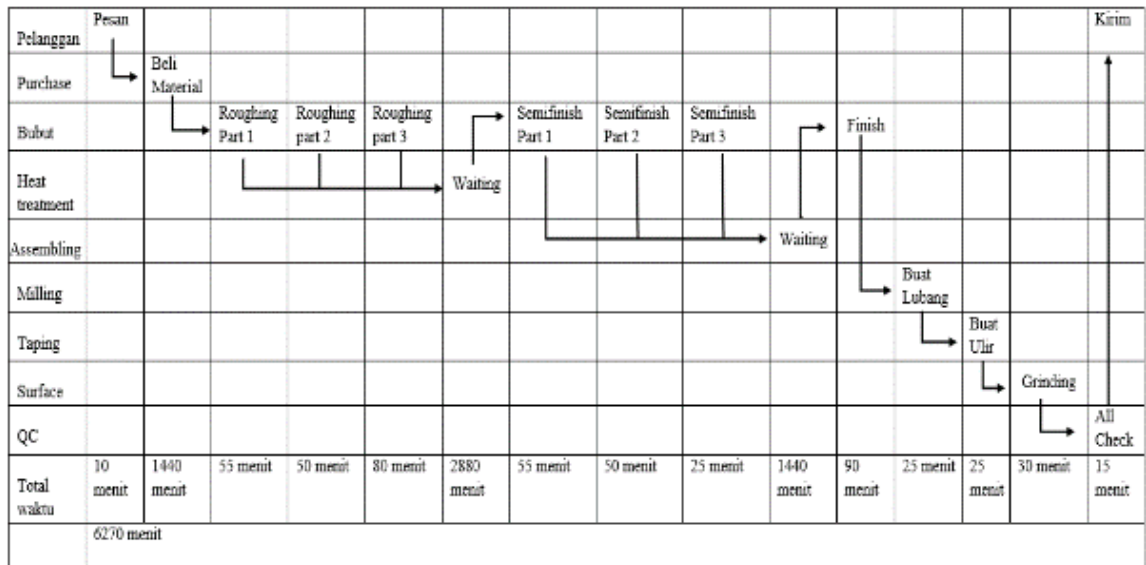 Pelanggan
Pesan
Kirim
Purchase
Beli
Material
Bubut
Roughing
Part 1
Roughing
part 2
Roughing
part 3
Semifinish
Part 1
Semifinish
Part 2
Semifinish
Part 3
Finish
Heat
treatment
Waiting
Assembling
Waiting
Milling
Buat
Lubang
Taping
Buat
Ulir
Surface
Grinding
QC
All
Check
Total
waktu
10
menit
1440
menit
55 menit
50 menit
80 menit
2880
menit
55 menit
50 menit
25 menit
1440
menit
90
menit
25 menit
25
menit
30 menit
15
menit
6270 menit